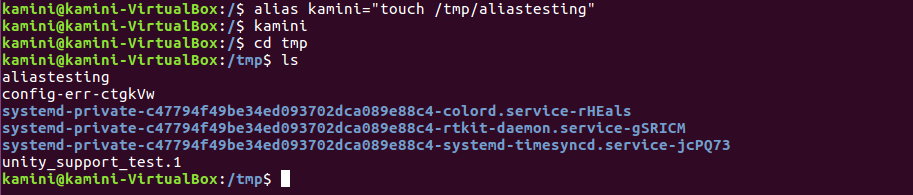 kamini@kamini-VirtualBox:/$ alias kamini="touch /tmp/aliastesting"
kamini@kamini-VirtualBox:/$ kamini
kamini@kamini-VirtualBox:/$ cd tmp
kamini@kamini-VirtualBox:/tmp$ ls
aliastesting
config-err-ctgkVw
systemd-private-c47794f49be34ed093702dca089e88c4-colord.service-rHEals
systemd-private-c47794f49be34ed093702dca089e88c4-rtkit-daemon.service-gSRICM
systemd-private-c47794f49be34ed093702dca089e88c4-systemd-timesyncd.service-jcPQ73
unity_support_test.1
kamini@kamini-VirtualBox:/tmp$